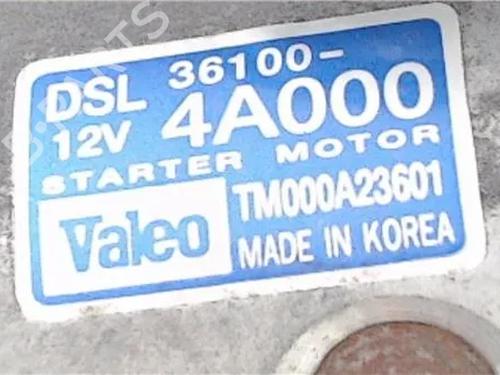 DSL 36100-
12V 4A000
STARTER MOTOR
Valeo TM000A23601
MADE IN KOREA